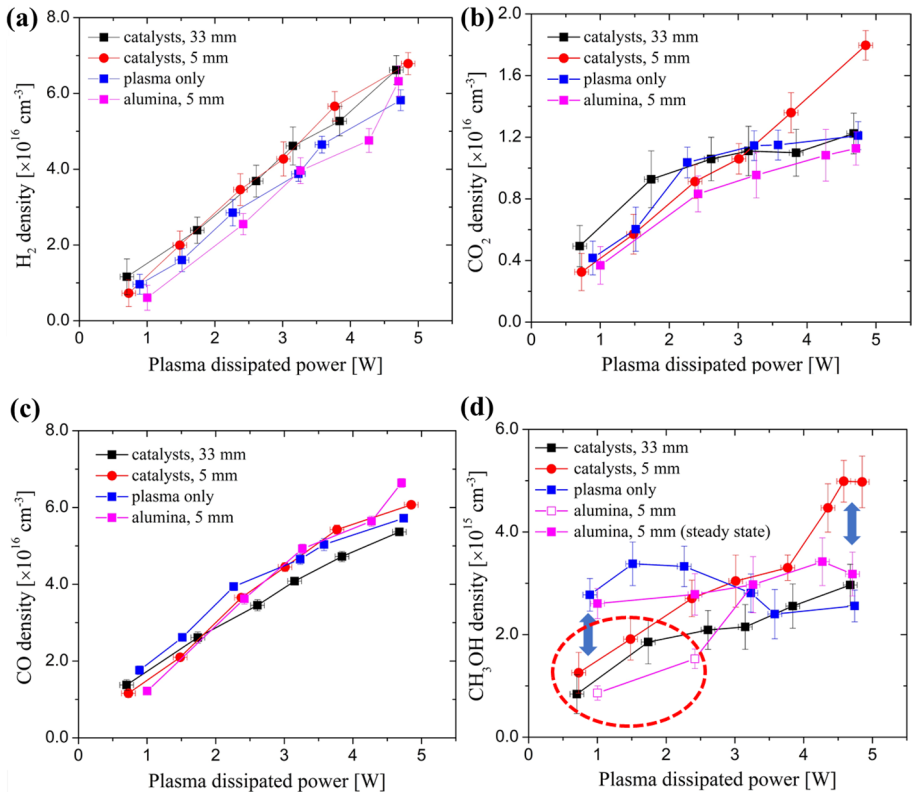 (a)
catalysts, 33 mm
catalysts, 5 mm
plasma only
alumina, 5 mm
H2 density [×10^16 cm^-3]
8.0
6.0
4.0
2.0
0.0
0 1 2 3 4 5
Plasma dissipated power [W]
(b)
catalysts, 33 mm
catalysts, 5 mm
plasma only
alumina, 5 mm
CO2 density [×10^16 cm^-3]
2.0
1.6
1.2
0.8
0.4
0.0
0 1 2 3 4 5
Plasma dissipated power [W]
(c)
catalysts, 33 mm
catalysts, 5 mm
plasma only
alumina, 5 mm
CO density [×10^16 cm^-3]
8.0
6.0
4.0
2.0
0.0
0 1 2 3 4 5
Plasma dissipated power [W]
(d)
catalysts, 33 mm
catalysts, 5 mm
plasma only
alumina, 5 mm
alumina, 5 mm (steady state)
CH3OH density [×10^15 cm^-3]
6.0
4.0
2.0
0.0
0 1 2 3 4 5
Plasma dissipated power [W]